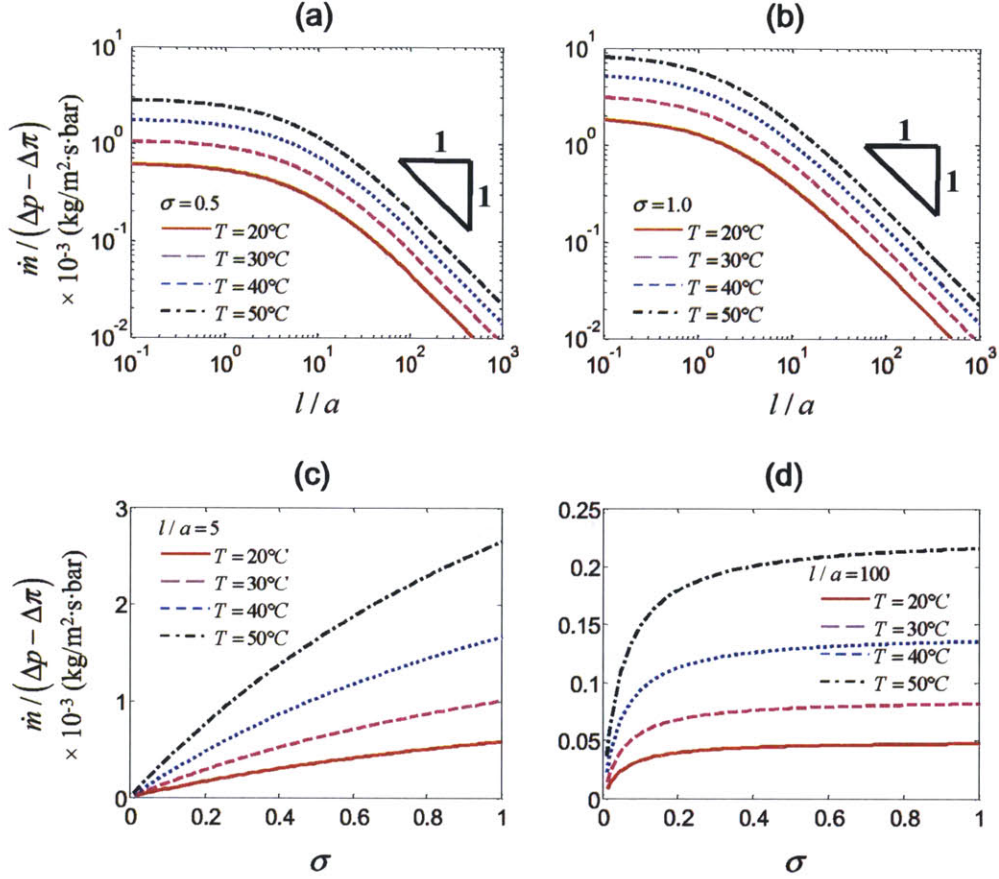 (a)
ṁ / (Δp − Δπ)
× 10⁻³ (kg/m²·s·bar)
10¹
10⁰
10⁻¹
10⁻²
1
1
σ = 0.5
T = 20°C
T = 30°C
T = 40°C
T = 50°C
10⁻¹ 10⁰ 10¹ 10² 10³
l / a
(b)
10¹
10⁰
10⁻¹
10⁻²
1
1
σ = 1.0
T = 20°C
T = 30°C
T = 40°C
T = 50°C
10⁻¹ 10⁰ 10¹ 10² 10³
l / a
(c)
ṁ / (Δp − Δπ)
× 10⁻³ (kg/m²·s·bar)
3
2
1
0
l / a = 5
T = 20°C
T = 30°C
T = 40°C
T = 50°C
0 0.2 0.4 0.6 0.8 1
σ
(d)
0.25
0.20
0.15
0.10
0.05
0
l / a = 100
T = 20°C
T = 30°C
T = 40°C
T = 50°C
0 0.2 0.4 0.6 0.8 1
σ